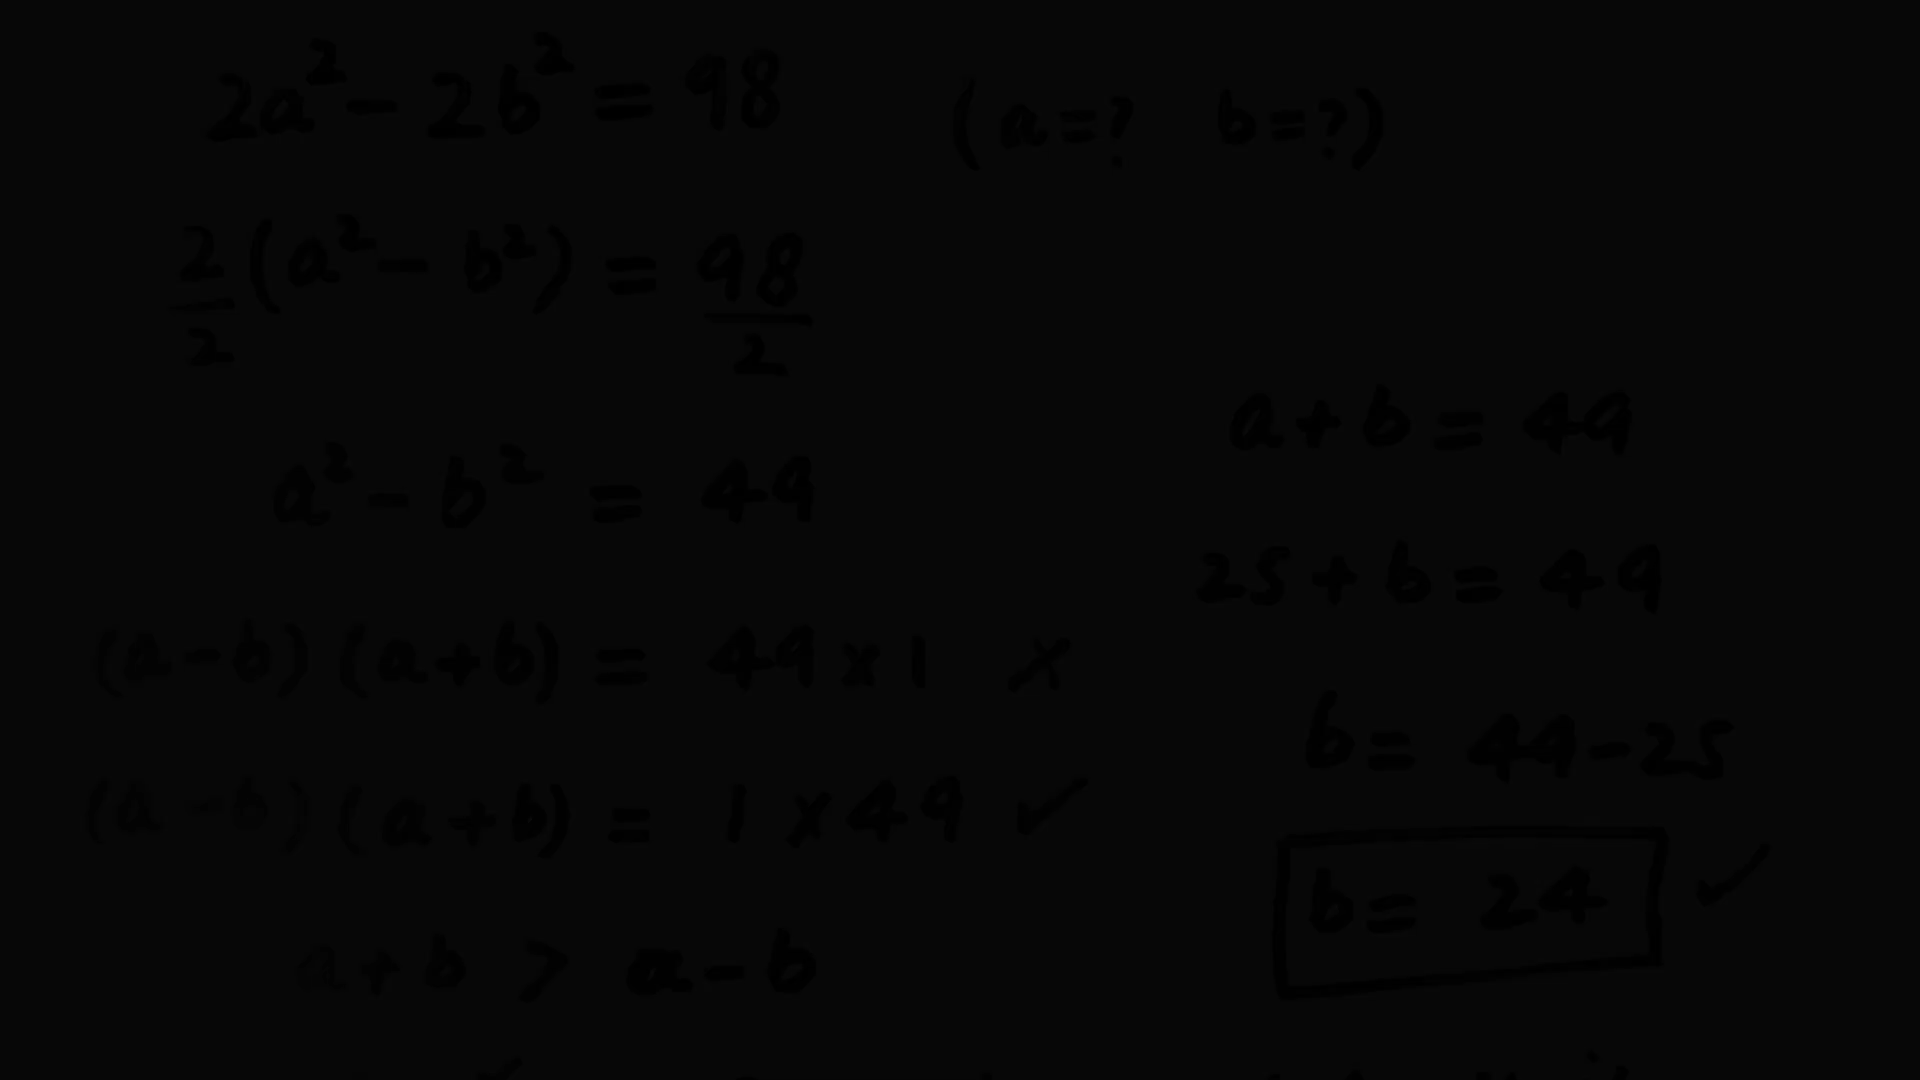 2a² - 2b² = 98 (a=? b=?)
2/2 (a² - b²) = 98/2
a² - b² = 49
(a-b) (a+b) = 49 x 1 ×
(a-b) (a+b) = 1 x 49 ✓
a+b > a-b
a+b = 49
25 + b = 49
b = 49-25
b = 24 ✓